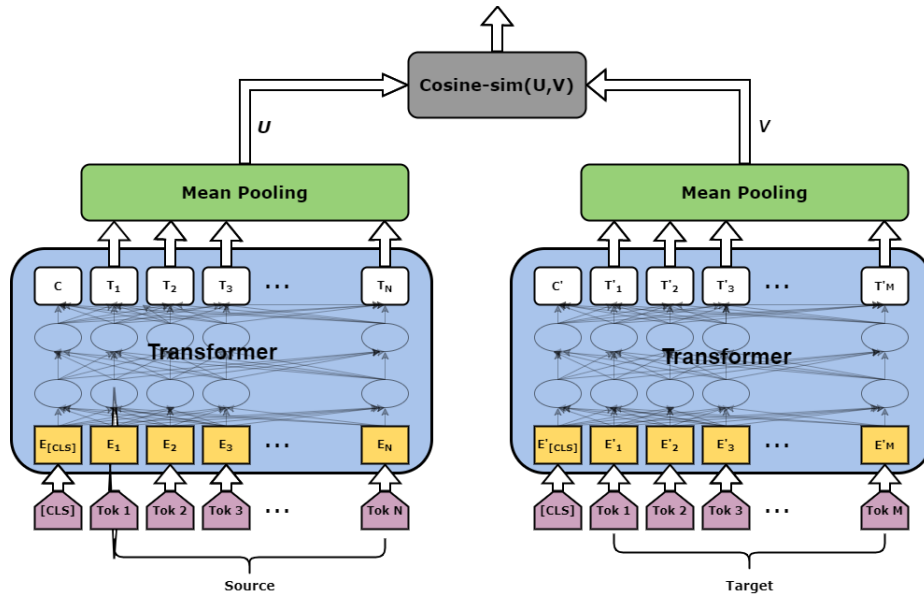 Cosine-sim(U,V)
U
V
Mean Pooling
Mean Pooling
C T1 T2 T3 ... TN
C' T'1 T'2 T'3 ... T'M
Transformer
Transformer
E[CLS] E1 E2 E3 ... EN
E'[CLS] E'1 E'2 E'3 ... E'M
[CLS] Tok 1 Tok 2 Tok 3 ... Tok N
[CLS] Tok 1 Tok 2 Tok 3 ... Tok M
Source
Target